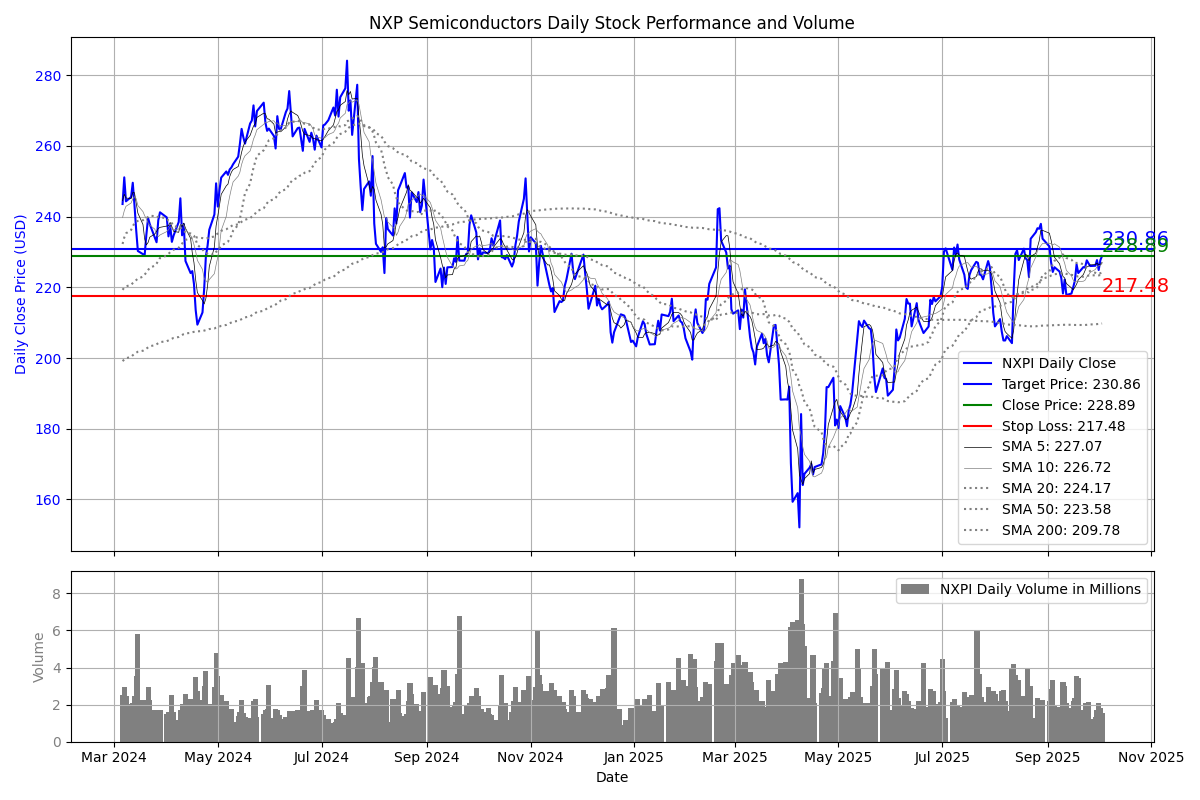 NXP Semiconductors Daily Stock Performance and Volume
Daily Close Price (USD)
280
260
240
220
200
180
160
230.86
228.89
217.48
NXPI Daily Close
Target Price: 230.86
Close Price: 228.89
Stop Loss: 217.48
SMA 5: 227.07
SMA 10: 226.72
SMA 20: 224.17
SMA 50: 223.58
SMA 200: 209.78
Volume
8
6
4
2
0
NXPI Daily Volume in Millions
Mar 2024 May 2024 Jul 2024 Sep 2024 Nov 2024 Jan 2025 Mar 2025 May 2025 Jul 2025 Sep 2025 Nov 2025
Date